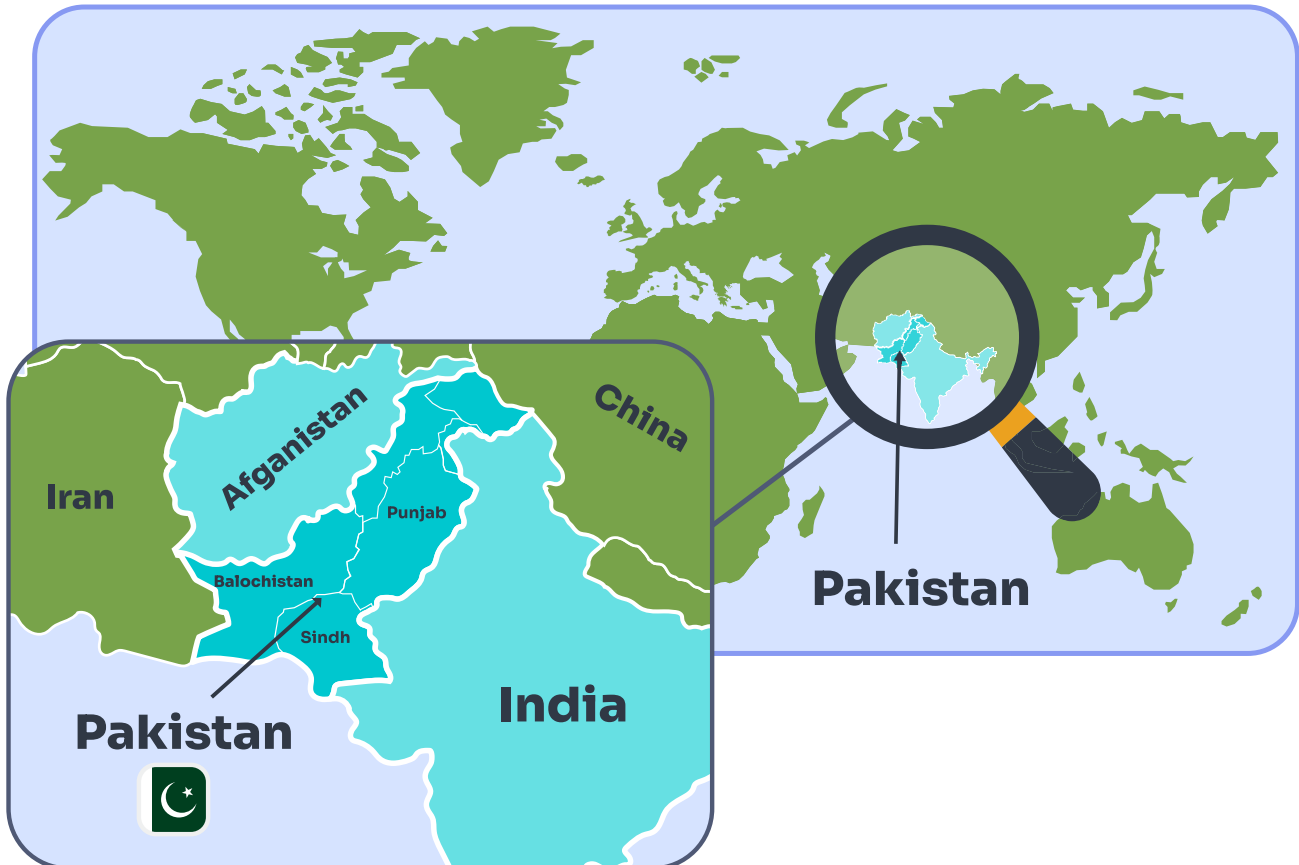 China
Afganistan
Iran
Punjab
Balochistan
Pakistan
Sindh
India
Pakistan